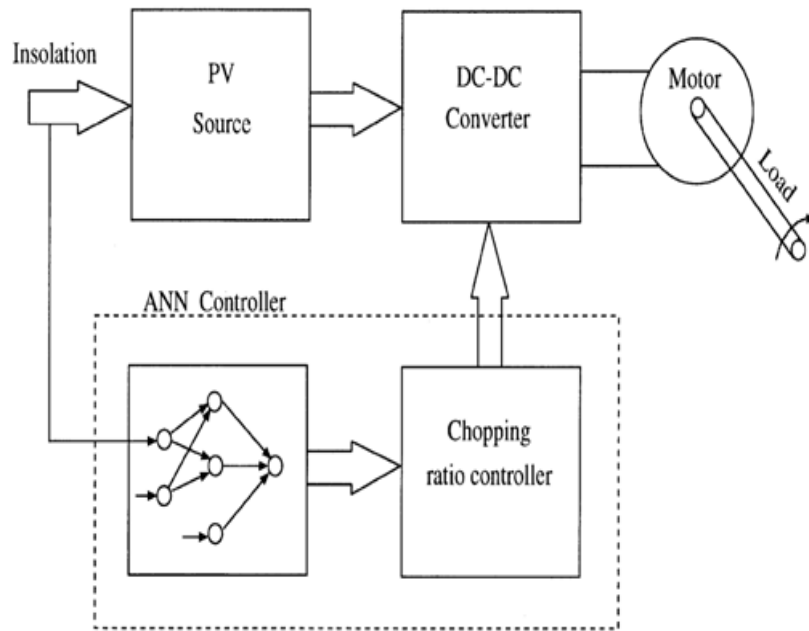 Insolation
PV
Source
DC-DC
Converter
Motor
Load
ANN Controller
Chopping
ratio controller